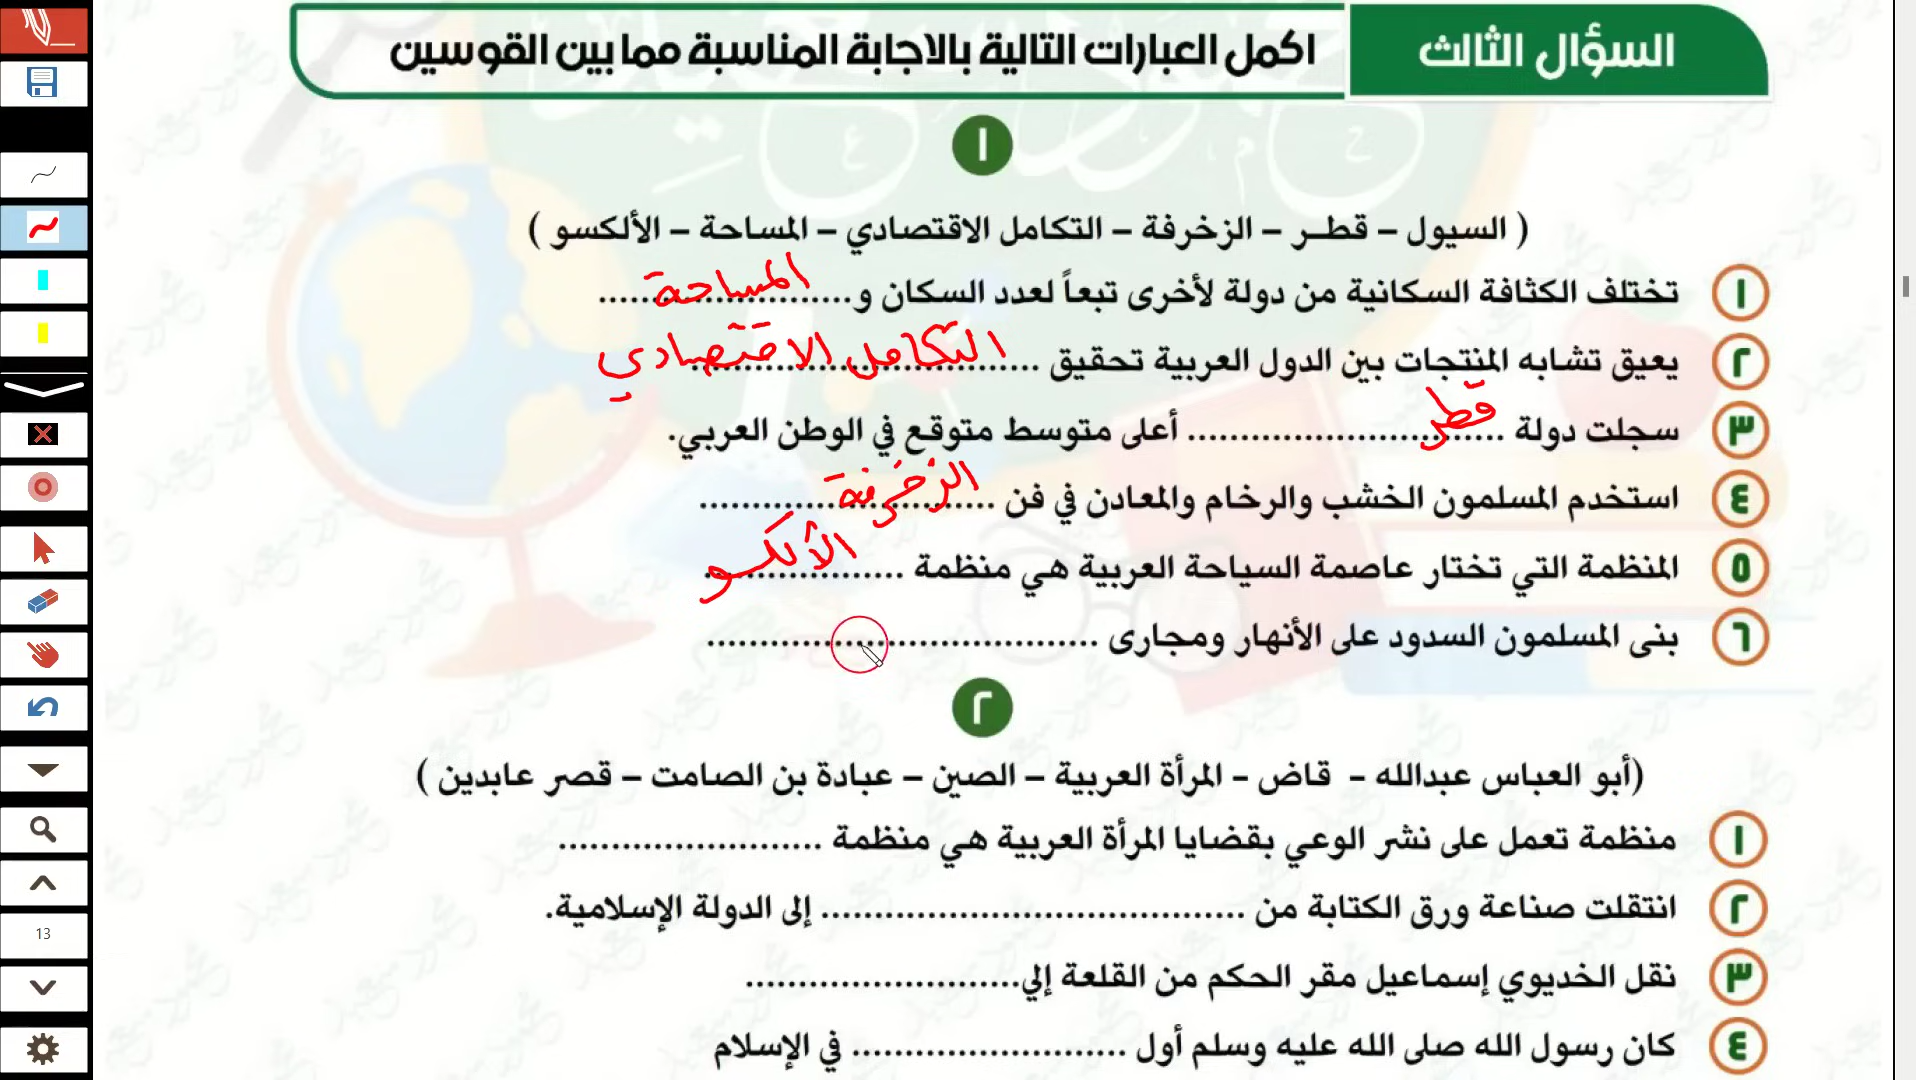 السؤال الثالث
اكمل العبارات التالية بالاجابة المناسبة مما بين القوسين
١
( السيول – قطر – الزخرفة – التكامل الاقتصادي – المساحة – الألكسو )
١ تختلف الكثافة السكانية من دولة لأخرى تبعاً لعدد السكان و........................ المساحة
٢ يعيق تشابه المنتجات بين الدول العربية تحقيق ................................. التكامل الاقتصادي
٣ سجلت دولة .............................. أعلى متوسط متوقع في الوطن العربي. قطر
٤ استخدم المسلمون الخشب والرخام والمعادن في فن ............................ الزخرفة
٥ المنظمة التي تختار عاصمة السياحة العربية هي منظمة ................... الألكسو
٦ بنى المسلمون السدود على الأنهار ومجارى .....................................
٢
(أبو العباس عبدالله – قاض – المرأة العربية – الصين – عبادة بن الصامت – قصر عابدين )
١ منظمة تعمل على نشر الوعي بقضايا المرأة العربية هي منظمة .........................
٢ انتقلت صناعة ورق الكتابة من ........................................ إلى الدولة الإسلامية.
٣ نقل الخديوي إسماعيل مقر الحكم من القلعة إلي..........................
٤ كان رسول الله صلى الله عليه وسلم أول .......................... في الإسلام
13